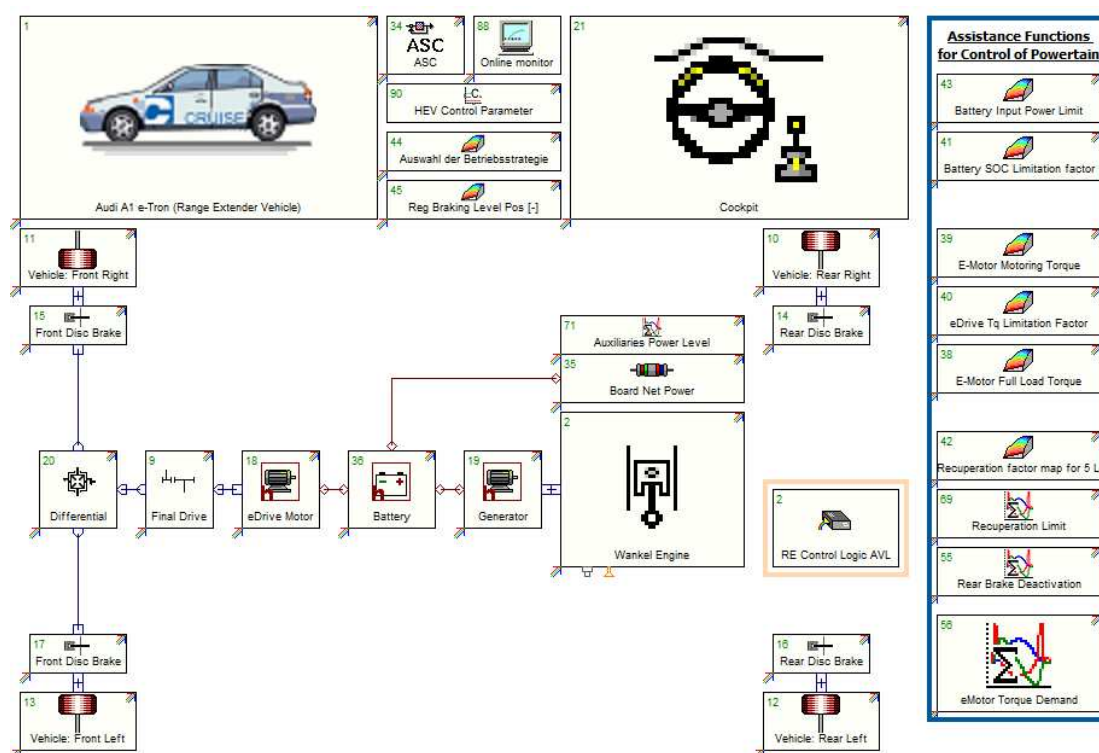 1
CRUISE
Audi A1 e-Tron (Range Extender Vehicle)
34
ASC
ASC
88
Online monitor
90
I.C.
HEV Control Parameter
44
Auswahl der Betriebsstrategie
45
Reg Braking Level Pos [-]
21
Cockpit
11
Vehicle: Front Right
15
Front Disc Brake
10
Vehicle: Rear Right
14
Rear Disc Brake
71
Auxiliaries Power Level
35
Board Net Power
2
Wankel Engine
20
Differential
9
Final Drive
18
eDrive Motor
36
Battery
19
Generator
2
RE Control Logic AVL
17
Front Disc Brake
13
Vehicle: Front Left
16
Rear Disc Brake
12
Vehicle: Rear Left
Assistance Functions
for Control of Powertain
43
Battery Input Power Limit
41
Battery SOC Limitation factor
39
E-Motor Motoring Torque
40
eDrive Tq Limitation Factor
38
E-Motor Full Load Torque
42
Recuperation factor map for 5 L
69
Recuperation Limit
55
Rear Brake Deactivation
56
eMotor Torque Demand